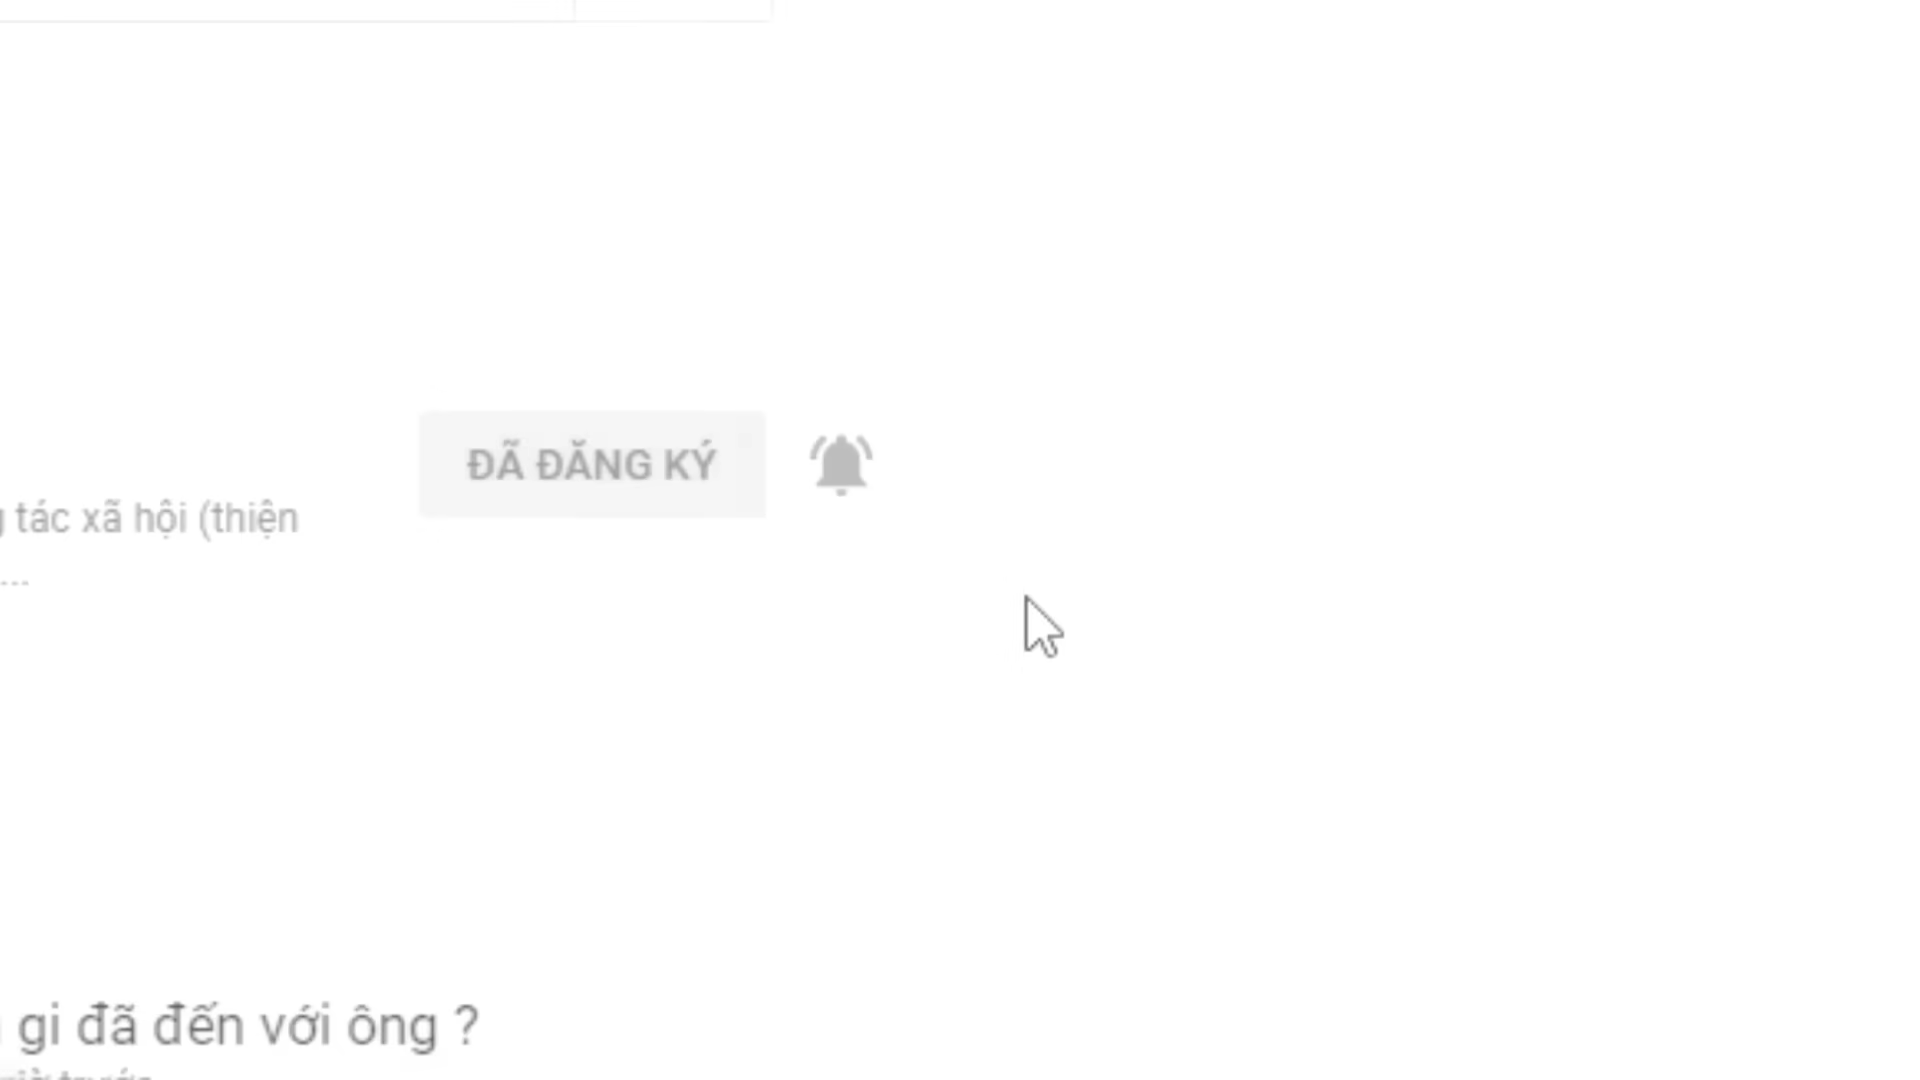 ĐÃ ĐĂNG KÝ
tác xã hội (thiện
...
gi đã đến với ông ?